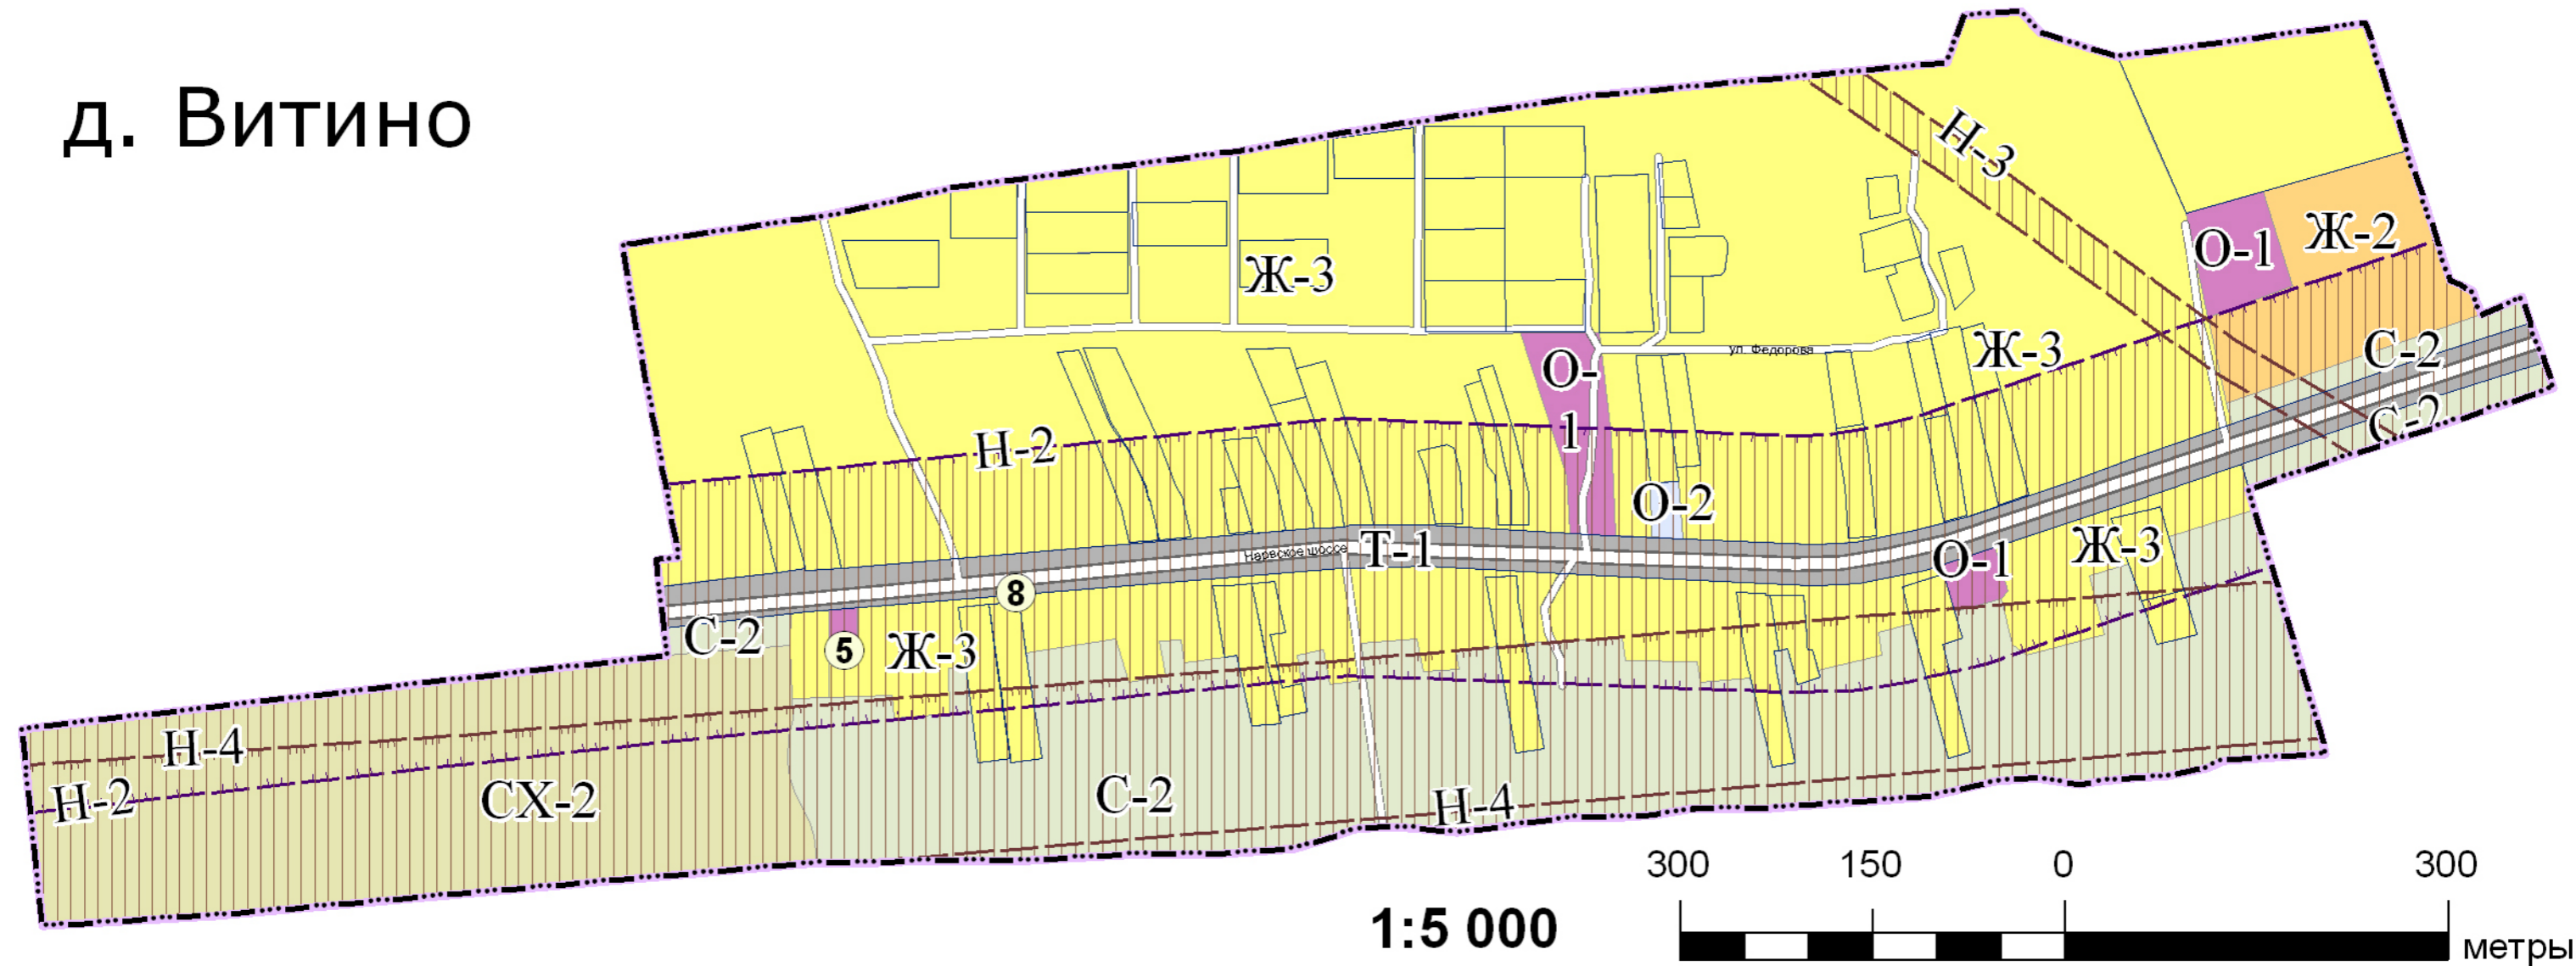 д. Витино
Н-3
О-1
Ж-2
Ж-3
О-
1
ул. Федорова
Ж-3
С-2
С-2
Н-2
О-2
Нарвское шоссе
Т-1
О-1
Ж-3
8
С-2
5
Ж-3
Н-4
Н-2
СХ-2
С-2
Н-4
300 150 0 300
1:5 000
метры